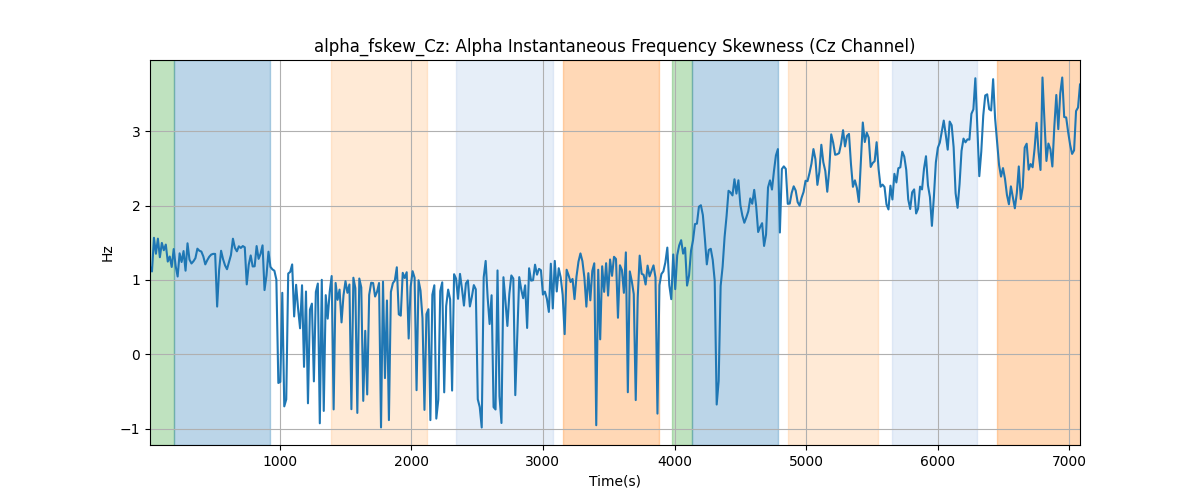 alpha_fskew_Cz: Alpha Instantaneous Frequency Skewness (Cz Channel)
3
2
1
0
−1
Hz
1000 2000 3000 4000 5000 6000 7000
Time(s)